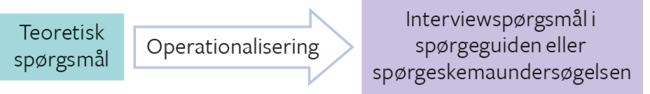 Teoretisk
spørgsmål
Operationalisering
Interviewspørgsmål i
spørgeguiden eller
spørgeskemaundersøgelsen